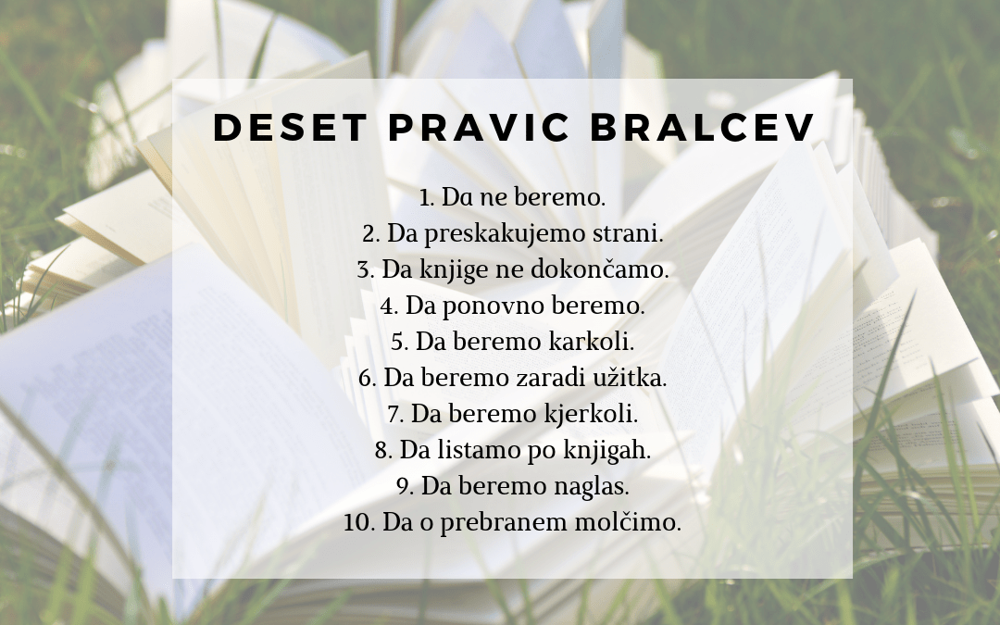 DESET PRAVIC BRALCEV
1. Da ne beremo.
2. Da preskakujemo strani.
3. Da knjige ne dokončamo.
4. Da ponovno beremo.
5. Da beremo karkoli.
6. Da beremo zaradi užitka.
7. Da beremo kjerkoli.
8. Da listamo po knjigah.
9. Da beremo naglas.
10. Da o prebranem molčimo.